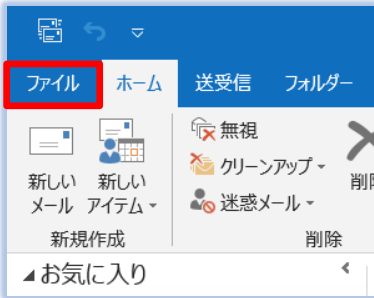 ファイル ホーム 送受信 フォルダー
新しい
メール
新しい
アイテム
無視
クリーンアップ
迷惑メール
新規作成
削除
お気に入り